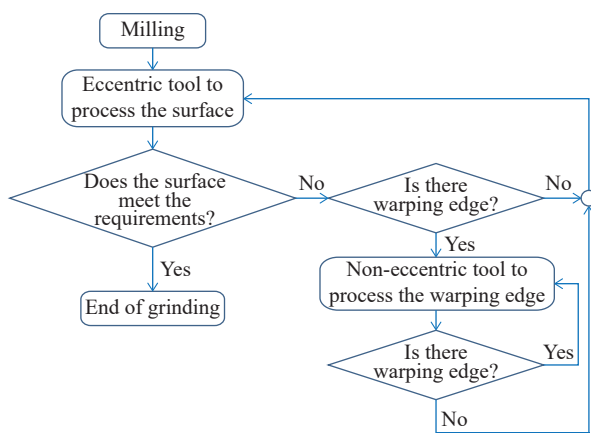 Milling
Eccentric tool to
process the surface
Does the surface
meet the
requirements?
No
Is there
warping edge?
No
Yes
Yes
Non-eccentric tool to
process the warping edge
End of grinding
Is there
warping edge?
Yes
No